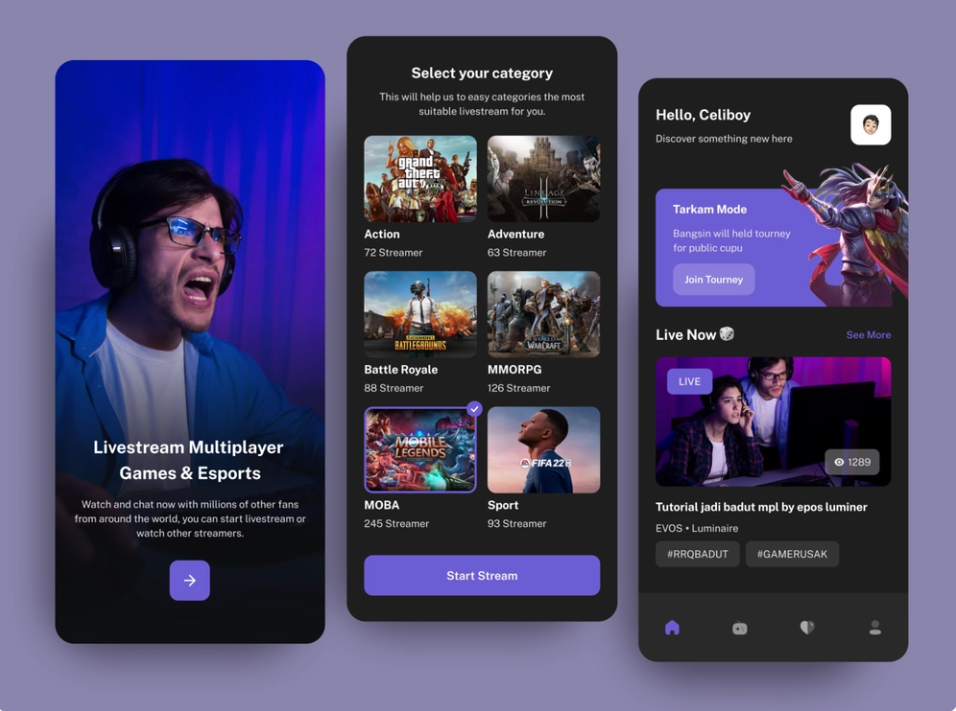 Livestream Multiplayer
Games & Esports
Watch and chat now with millions of other fans
from around the world, you can start livestream or
watch other streamers.
Select your category
This will help us to easy categories the most
suitable livestream for you.
grand
theft
auto
LINEAGE
II
REVOLUTION
Action
Adventure
72 Streamer
63 Streamer
BATTLEGROUNDS
WARCRAFT
Battle Royale
MMORPG
88 Streamer
126 Streamer
MOBILE
LEGENDS
FIFA 22
MOBA
Sport
245 Streamer
93 Streamer
Start Stream
Hello, Celiboy
Discover something new here
Tarkam Mode
Bangsin will held tourney
for public cupu
Join Tourney
Live Now
See More
LIVE
1289
Tutorial jadi badut mpl by epos luminer
EVOS • Luminaire
#RRQBADUT
#GAMERUSAK